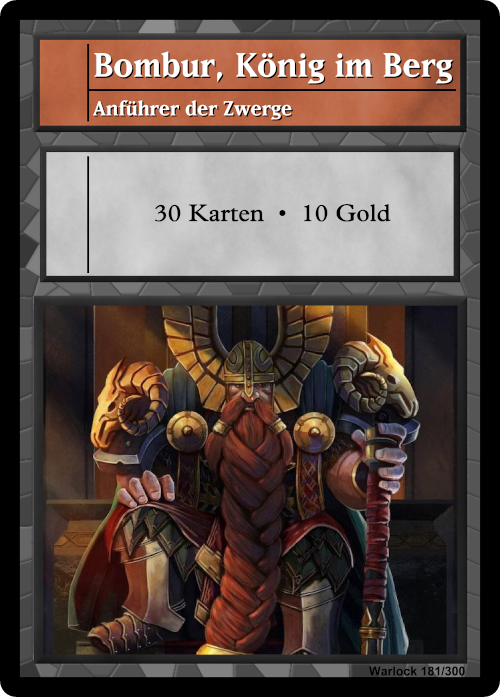 Bombur, König im Berg
Anführer der Zwerge
30 Karten • 10 Gold
Warlock 181/300